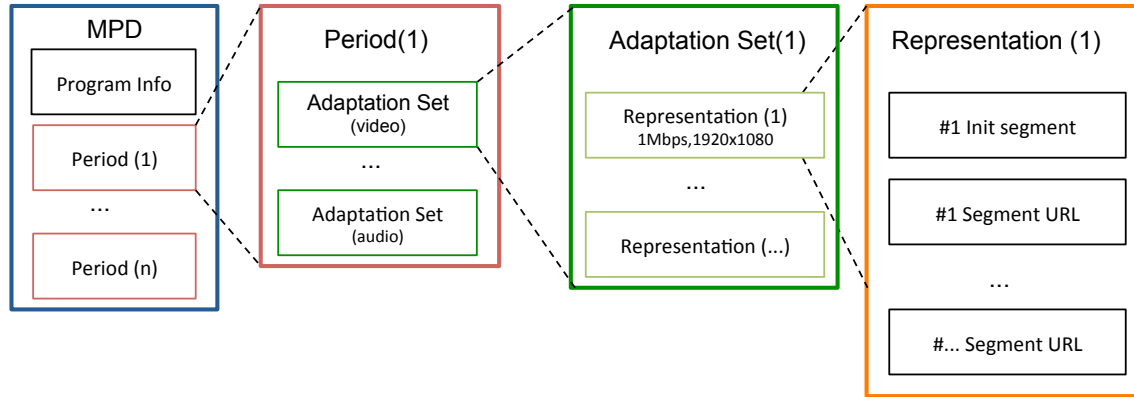 MPD
Program Info
Period (1)
...
Period (n)
Period(1)
Adaptation Set
(video)
...
Adaptation Set
(audio)
Adaptation Set(1)
Representation (1)
1Mbps,1920x1080
...
Representation (...)
Representation (1)
#1 Init segment
#1 Segment URL
...
#... Segment URL